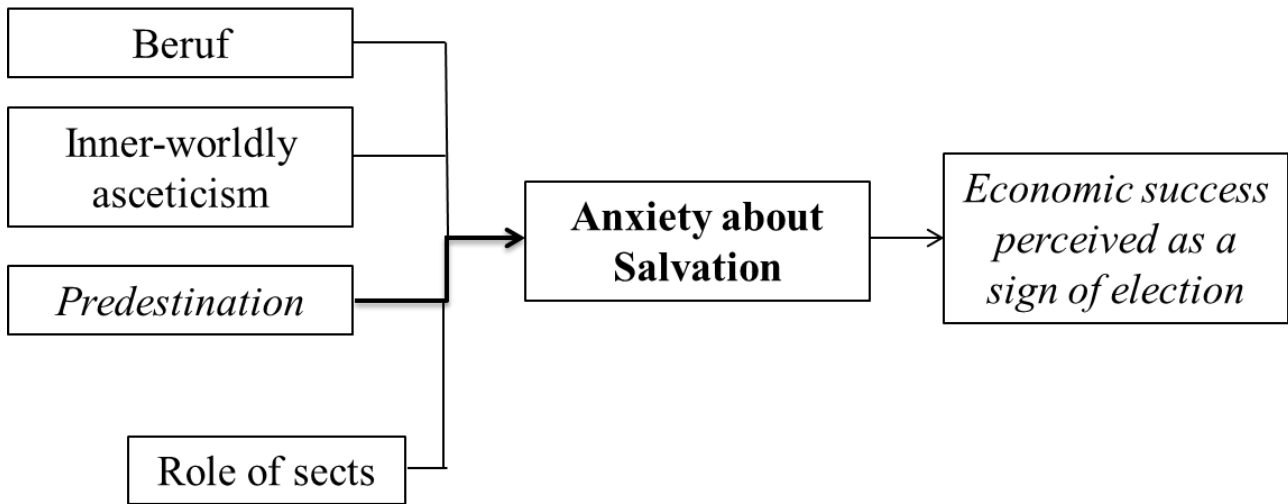 Beruf
Inner-worldly
asceticism
Predestination
Role of sects
Anxiety about
Salvation
Economic success
perceived as a
sign of election